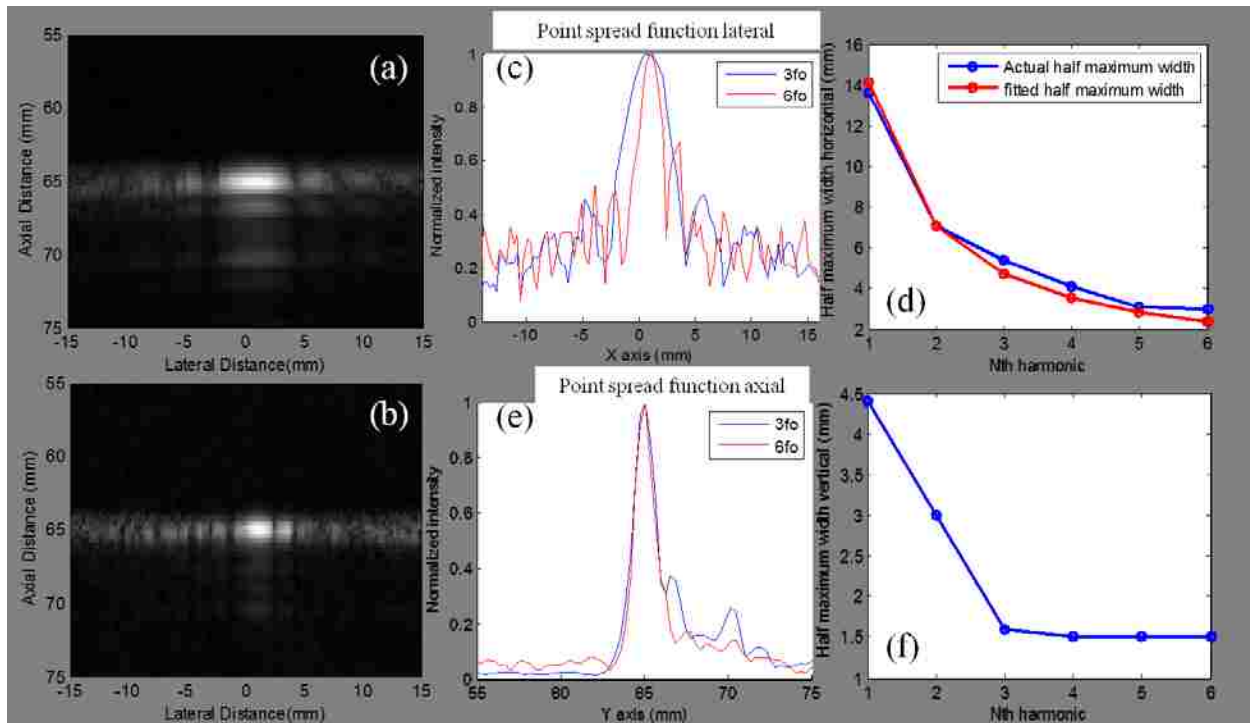 (a)
55
60
65
70
75
Axial Distance (mm)
-15 -10 -5 0 5 10 15
Lateral Distance(mm)
Point spread function lateral
(c)
3fo
6fo
1
0.8
0.6
0.4
0.2
0
Normalized intensity
-10 -5 0 5 10 15
X axis (mm)
Actual half maximum width
fitted half maximum width
16
14
12
10
8
6
4
2
Half maximum width horizontal (mm)
(d)
1 2 3 4 5 6
Nth harmonic
(b)
55
60
65
70
75
Axial Distance (mm)
-15 -10 -5 0 5 10 15
Lateral Distance(mm)
Point spread function axial
(e)
3fo
6fo
1
0.8
0.6
0.4
0.2
0
Normalized intensity
55 60 65 70 75
Y axis (mm)
4.5
4
3.5
3
2.5
2
1.5
1
Half maximum width vertical (mm)
(f)
1 2 3 4 5 6
Nth harmonic